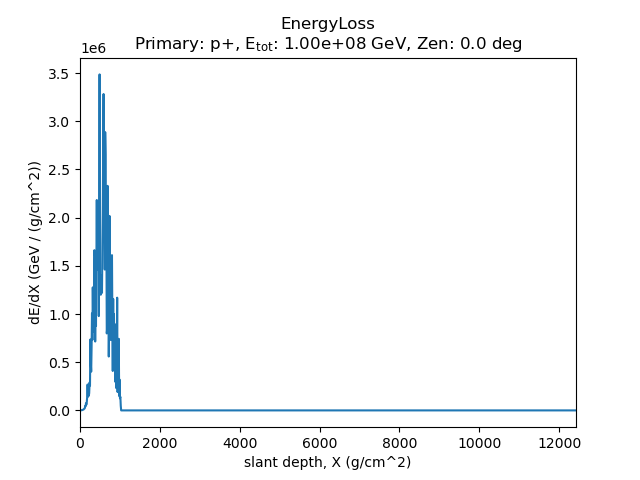 EnergyLoss
Primary: p+, E_tot: 1.00e+08 GeV, Zen: 0.0 deg
1e6
3.5
3.0
2.5
2.0
1.5
1.0
0.5
0.0
dE/dX (GeV / (g/cm^2))
0 2000 4000 6000 8000 10000 12000
slant depth, X (g/cm^2)